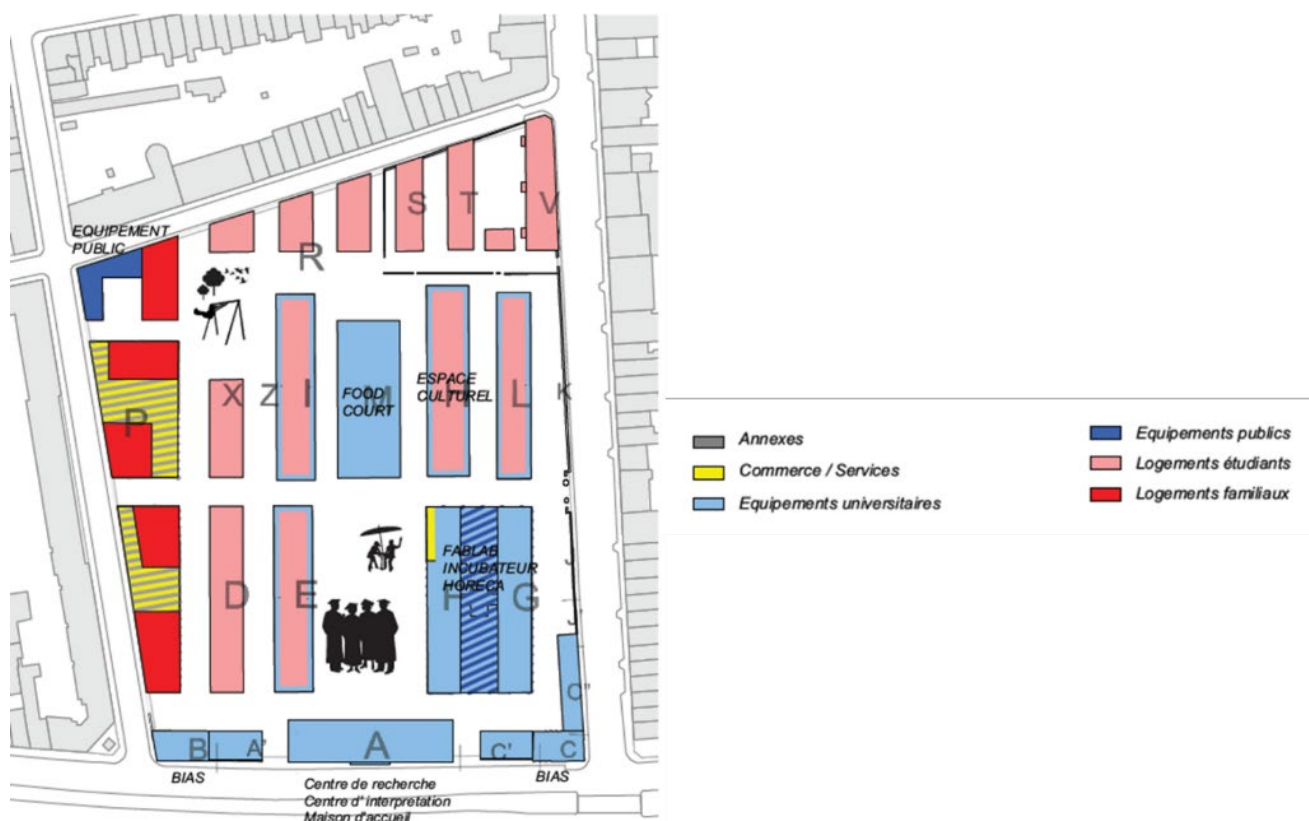 S
T
V
EQUIPEMENT
PUBLIC
R
X
Z
I
FOOD
COURT
M
ESPACE
CULTUREL
H
L
K
P
D
E
FABLAB
INCUBATEUR
HORECA
F
G
C"
B
A'
A
C'
C
BIAS
BIAS
Centre de recherche
Centre d' interpretation
Maison d'accueil
Annexes
Commerce / Services
Equipements universitaires
Equipements publics
Logements étudiants
Logements familiaux